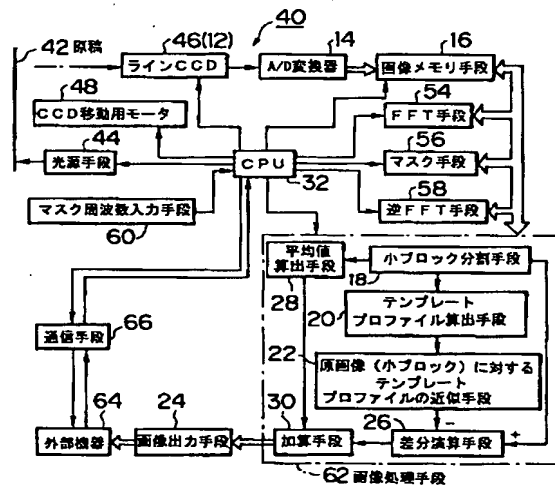 40
42 原稿
46(12)
14
16
ラインCCD
A/D変換器
画像メモリ手段
48
54
CCD移動用モータ
FFT手段
44
56
光源手段
CPU
マスク手段
32
58
マスク周波数入力手段
逆FFT手段
60
平均値
算出手段
小ブロック分割手段
28
18
テンプレート
プロファイル算出手段
20
66
通信手段
22
原画像(小ブロック)に対する
テンプレート
プロファイルの近似手段
64
24
30
26
- +
外部機器
画像出力手段
加算手段
差分演算手段
62 画像処理手段